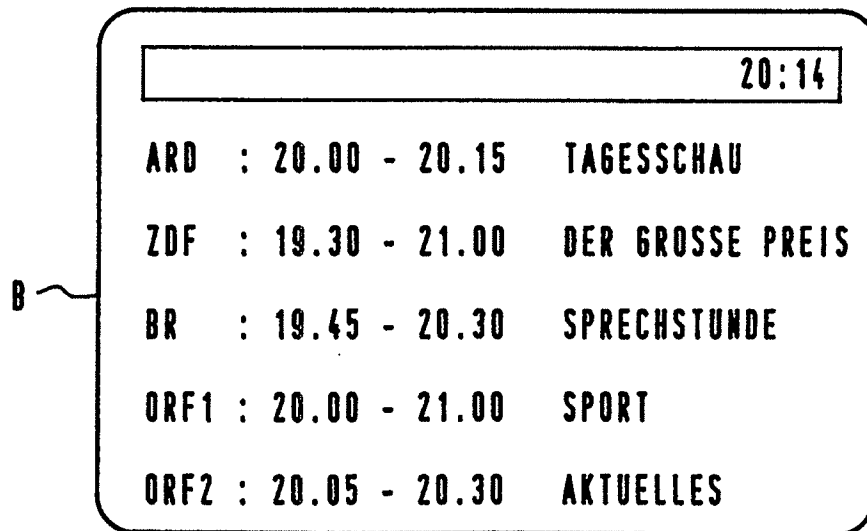 20:14
ARD : 20.00 - 20.15 TAGESSCHAU
ZDF : 19.30 - 21.00 DER GROSSE PREIS
B
BR : 19.45 - 20.30 SPRECHSTUNDE
ORF1 : 20.00 - 21.00 SPORT
ORF2 : 20.05 - 20.30 AKTUELLES